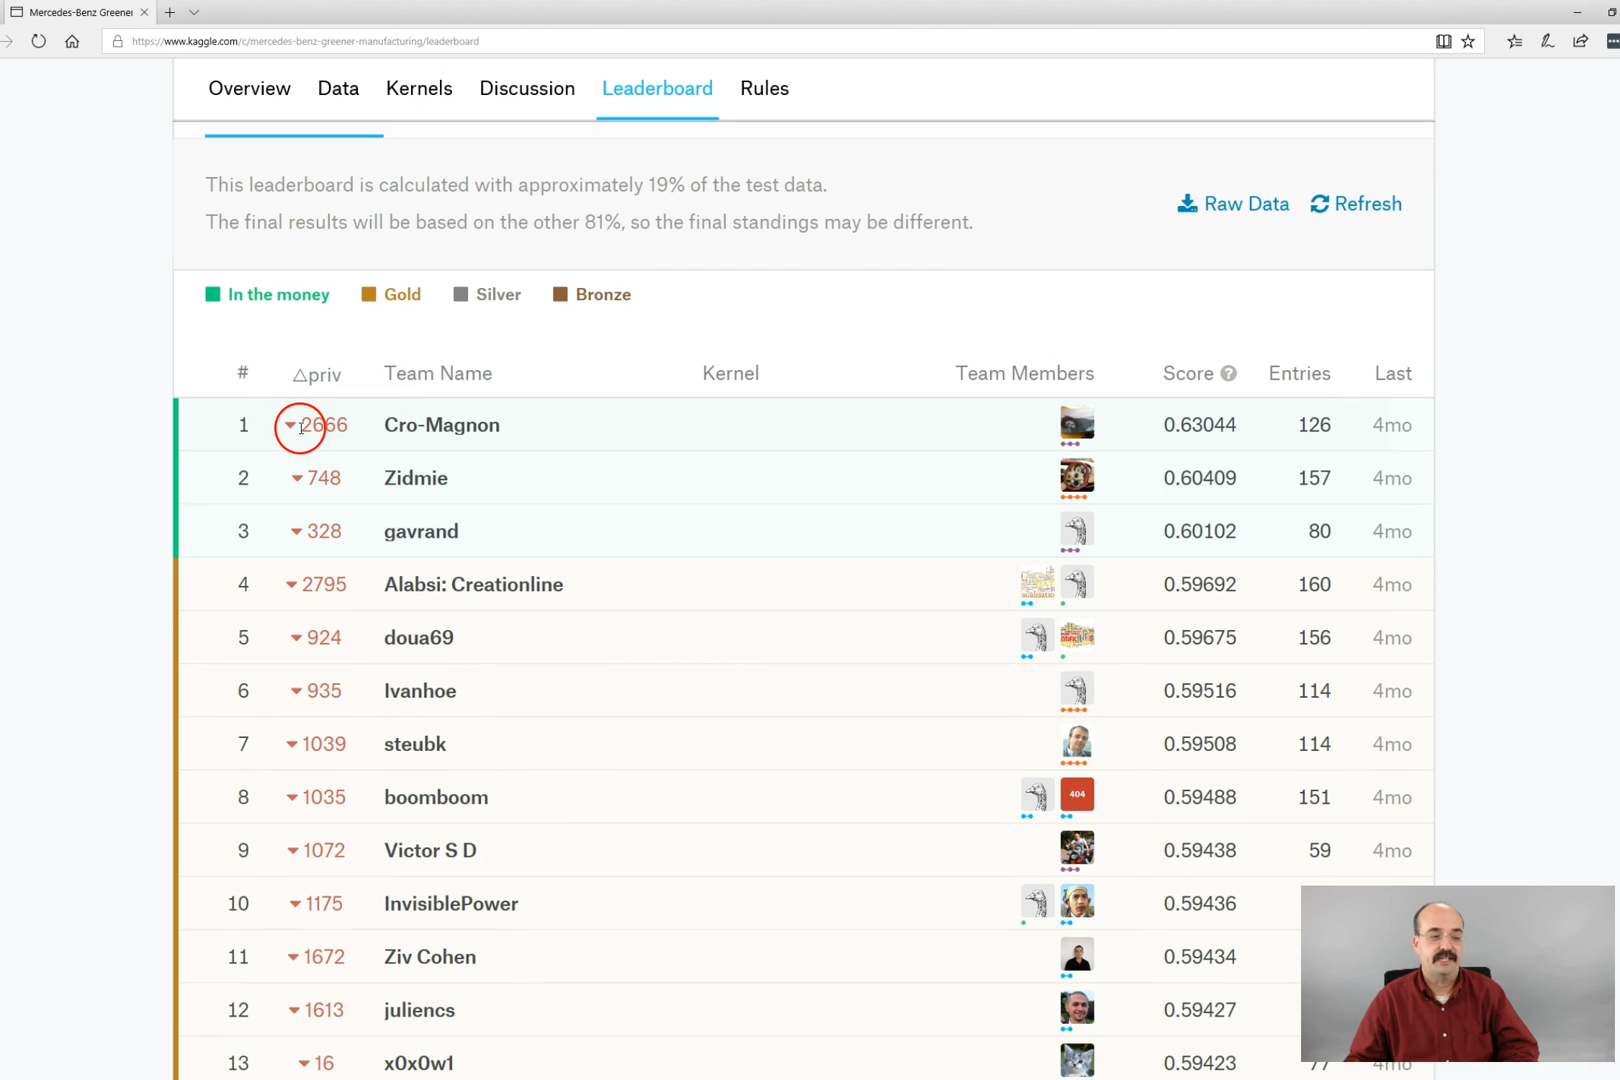 Mercedes-Benz Greener
https://www.kaggle.com/c/mercedes-benz-greener-manufacturing/leaderboard
Overview Data Kernels Discussion Leaderboard Rules
This leaderboard is calculated with approximately 19% of the test data.
The final results will be based on the other 81%, so the final standings may be different.
Raw Data Refresh
In the money Gold Silver Bronze
# △priv Team Name Kernel Team Members Score ? Entries Last
1 ▼2666 Cro-Magnon 0.63044 126 4mo
2 ▼748 Zidmie 0.60409 157 4mo
3 ▼328 gavrand 0.60102 80 4mo
4 ▼2795 Alabsi: Creationline 0.59692 160 4mo
5 ▼924 doua69 0.59675 156 4mo
6 ▼935 Ivanhoe 0.59516 114 4mo
7 ▼1039 steubk 0.59508 114 4mo
8 ▼1035 boomboom 404 0.59488 151 4mo
9 ▼1072 Victor S D 0.59438 59 4mo
10 ▼1175 InvisiblePower 0.59436
11 ▼1672 Ziv Cohen 0.59434
12 ▼1613 juliencs 0.59427
13 ▼16 x0x0w1 0.59423